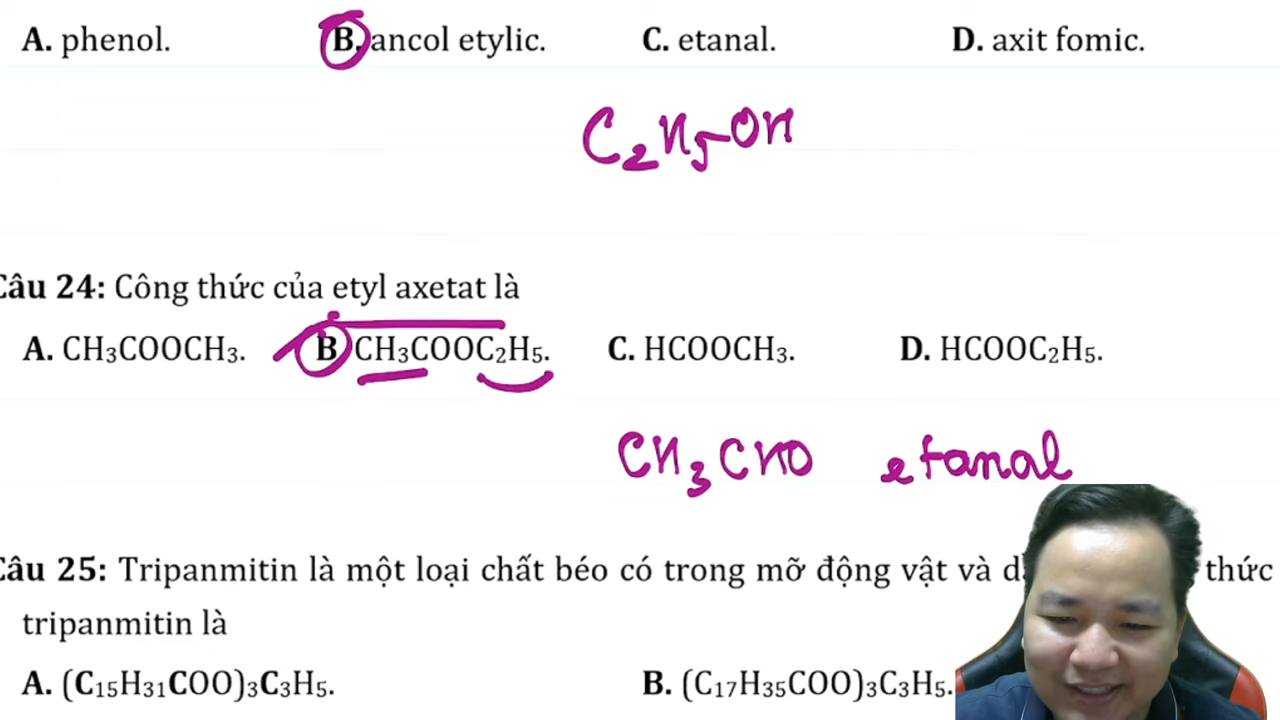 A. phenol. B. ancol etylic. C. etanal. D. axit fomic.
C₂H₅OH
Câu 24: Công thức của etyl axetat là
A. CH₃COOCH₃. B CH₃COOC₂H₅. C. HCOOCH₃. D. HCOOC₂H₅.
CH₃CHO etanal
Câu 25: Tripanmitin là một loại chất béo có trong mỡ động vật và thức
tripanmitin là
A. (C₁₅H₃₁COO)₃C₃H₅. B. (C₁₇H₃₅COO)₃C₃H₅.